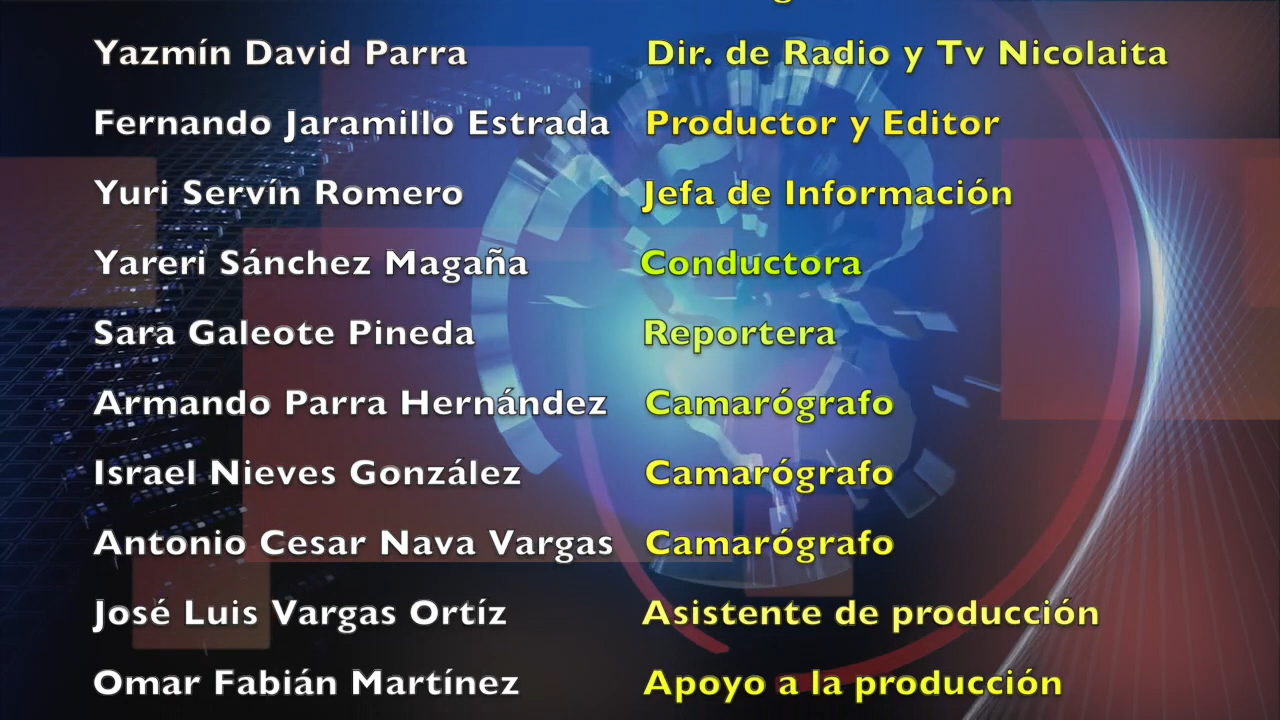 Yazmín David Parra Dir. de Radio y Tv Nicolaita
Fernando Jaramillo Estrada Productor y Editor
Yuri Servín Romero Jefa de Información
Yareri Sánchez Magaña Conductora
Sara Galeote Pineda Reportera
Armando Parra Hernández Camarógrafo
Israel Nieves González Camarógrafo
Antonio Cesar Nava Vargas Camarógrafo
José Luis Vargas Ortíz Asistente de producción
Omar Fabián Martínez Apoyo a la producción